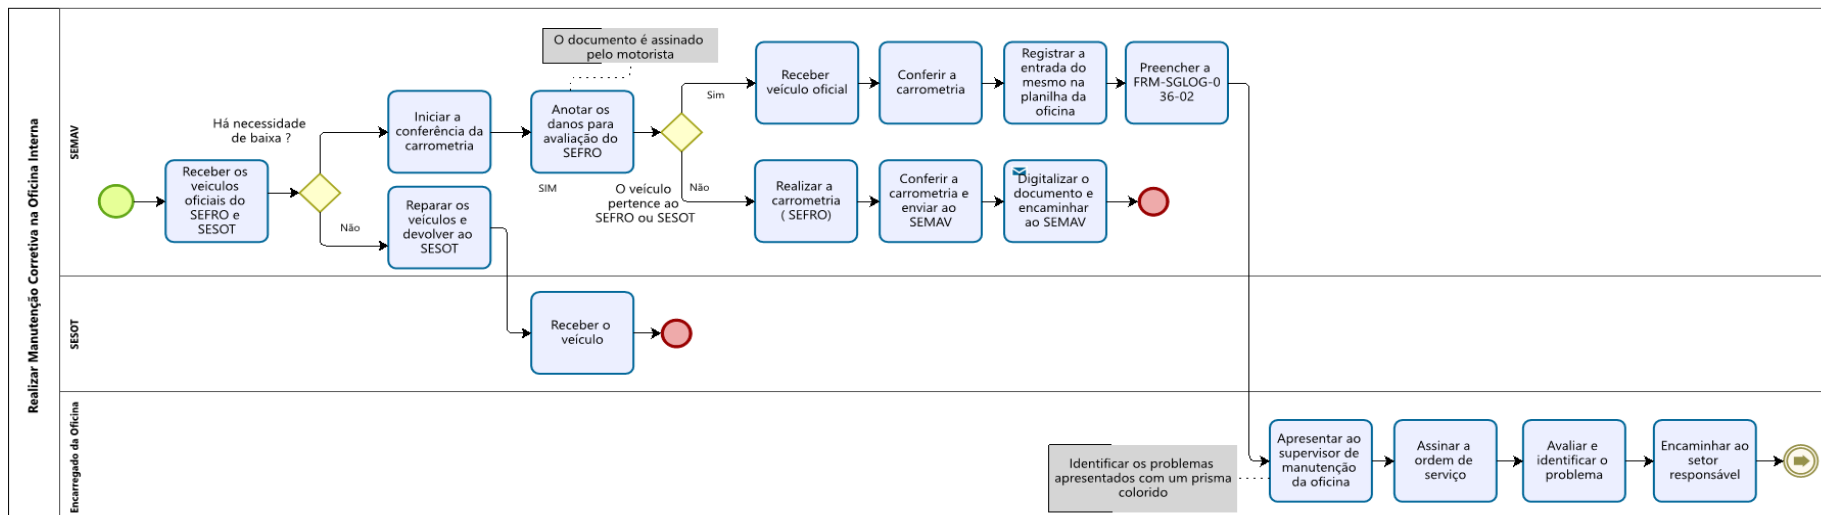 Realizar Manutenção Corretiva na Oficina Interna
SEMAV
Receber os
veiculos
oficiais do
SEFRO e
SESOT
Há necessidade
de baixa ?
Não
Iniciar a
conferência da
carrometria
Reparar os
veículos e
devolver ao
SESOT
O documento é assinado
pelo motorista
Anotar os
danos para
avaliação do
SEFRO
SIM
O veículo
pertence ao
SEFRO ou SESOT
Sim
Não
Receber
veículo oficial
Conferir a
carrometria
Registrar a
entrada do
mesmo na
planilha da
oficina
Preencher a
FRM-SGLOG-0
36-02
Realizar a
carrometria
( SEFRO)
Conferir a
carrometria e
enviar ao
SEMAV
Digitalizar o
documento e
encaminhar
ao SEMAV
SESOT
Receber o
veículo
Encarregado da Oficina
Identificar os problemas
apresentados com um prisma
colorido
Apresentar ao
supervisor de
manutenção
da oficina
Assinar a
ordem de
serviço
Avaliar e
identificar o
problema
Encaminhar ao
setor
responsável